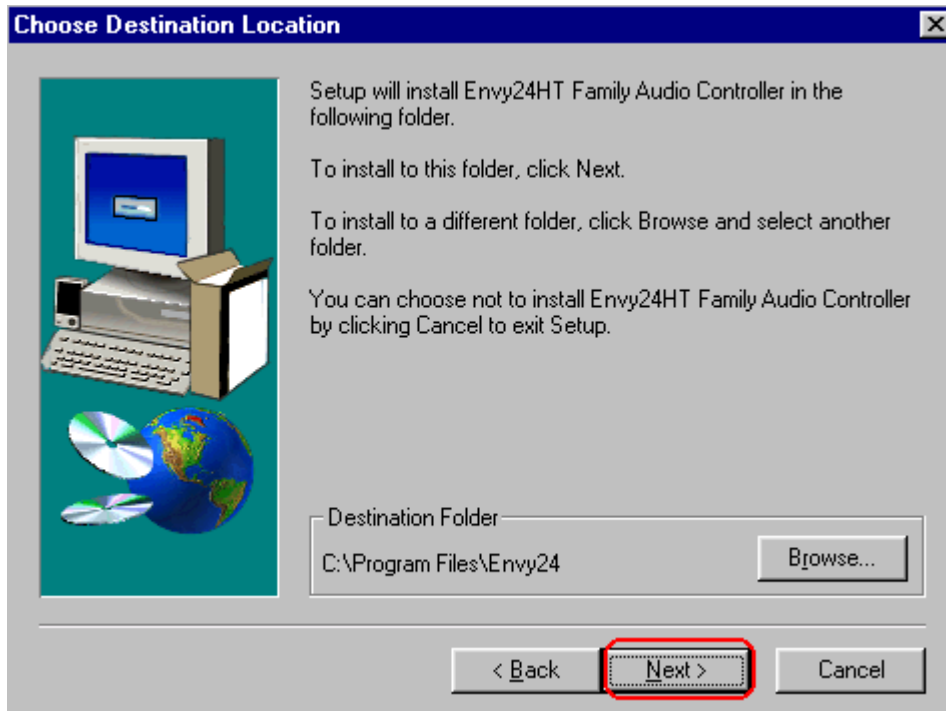 Choose Destination Location
Setup will install Envy24HT Family Audio Controller in the
following folder.
To install to this folder, click Next.
To install to a different folder, click Browse and select another
folder.
You can choose not to install Envy24HT Family Audio Controller
by clicking Cancel to exit Setup.
Destination Folder
C:\Program Files\Envy24
Browse...
< Back
Next >
Cancel